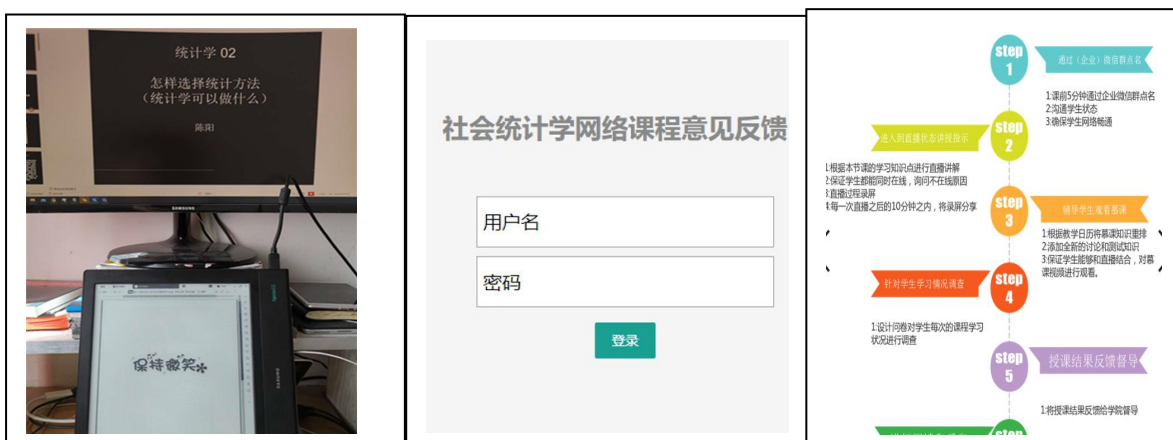 统计学 02
怎样选择统计方法
（统计学可以做什么）
陈阳
SAMSUNG
保持微笑
社会统计学网络课程意见反馈
用户名
密码
登录
step
1
通过（企业）微信群点名
1:课前5分钟通过企业微信群点名
2:沟通学生状态
3:确保学生网络畅通
进入到直播状态讲授指示
step
2
1:根据本节课的学习知识点进行直播讲解
2:保证学生都能同时在线，询问不在线原因
3:直播过程录屏
4:每一次直播之后的10分钟之内，将录屏分享
step
3
辅导学生观看慕课
1:根据教学日历将慕课知识重排
2:添加全新的讨论和测试知识
3:保证学生能够和直播结合，对慕
课视频进行观看。
针对学生学习情况调查
step
4
1:设计问卷对学生每次的课程学习
状况进行调查
step
5
授课结果反馈督导
1:将授课结果反馈给学院督导
step